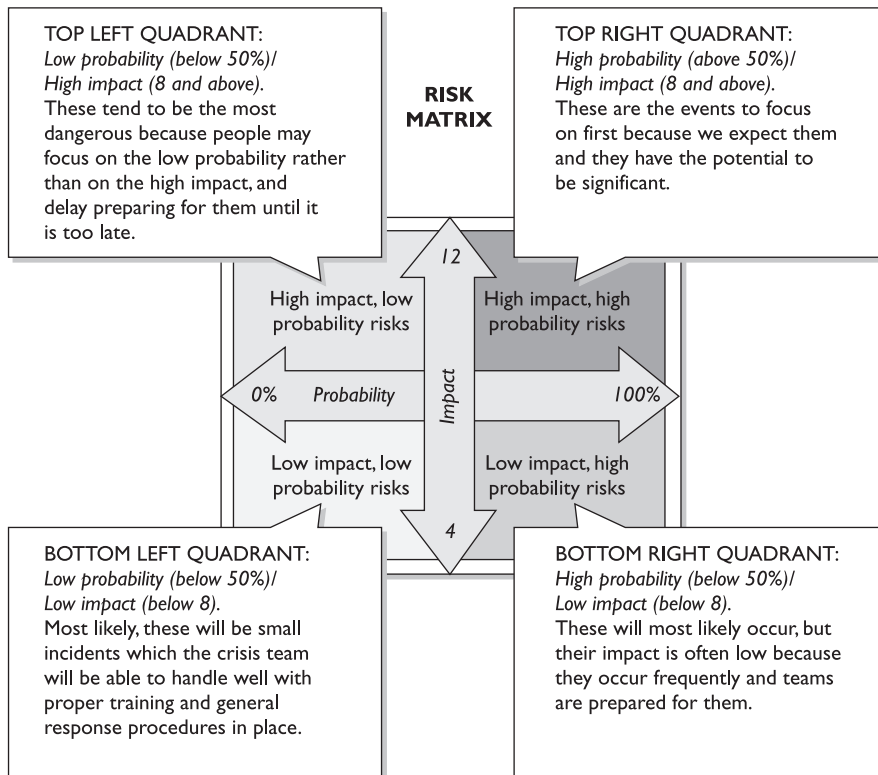 TOP LEFT QUADRANT:
Low probability (below 50%)/
High impact (8 and above).
These tend to be the most
dangerous because people may
focus on the low probability rather
than on the high impact, and
delay preparing for them until it
is too late.
RISK
MATRIX
TOP RIGHT QUADRANT:
High probability (above 50%)/
High impact (8 and above).
These are the events to focus
on first because we expect them
and they have the potential to
be significant.
12
High impact, low
probability risks
High impact, high
probability risks
0%
Probability
Impact
100%
Low impact, low
probability risks
Low impact, high
probability risks
4
BOTTOM LEFT QUADRANT:
Low probability (below 50%)/
Low impact (below 8).
Most likely, these will be small
incidents which the crisis team
will be able to handle well with
proper training and general
response procedures in place.
BOTTOM RIGHT QUADRANT:
High probability (below 50%)/
Low impact (below 8).
These will most likely occur, but
their impact is often low because
they occur frequently and teams
are prepared for them.